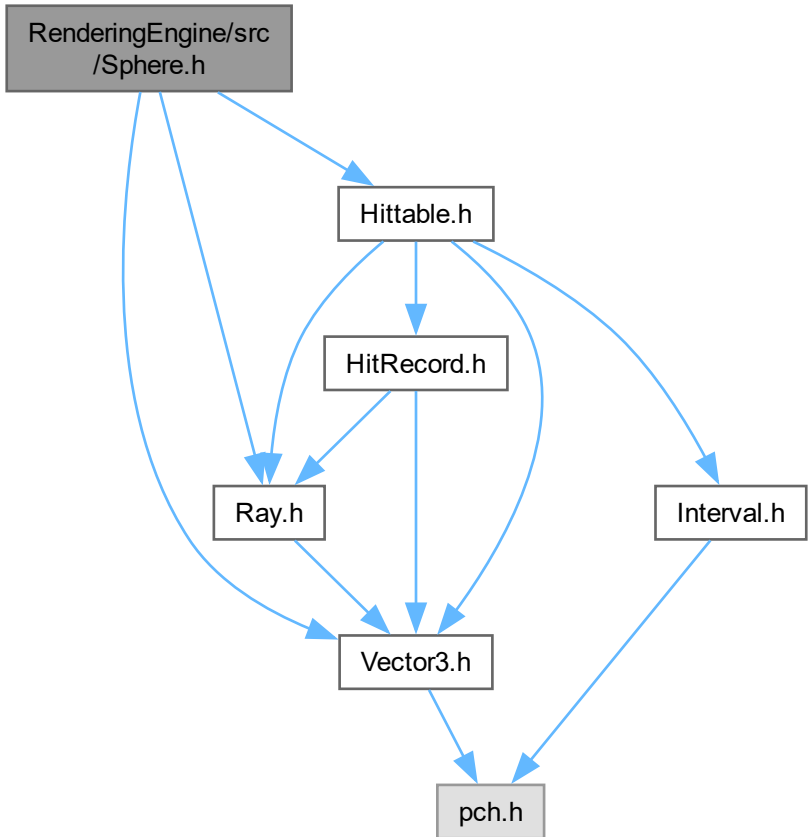 RenderingEngine/src
/Sphere.h
Hittable.h
HitRecord.h
Ray.h
Interval.h
Vector3.h
pch.h